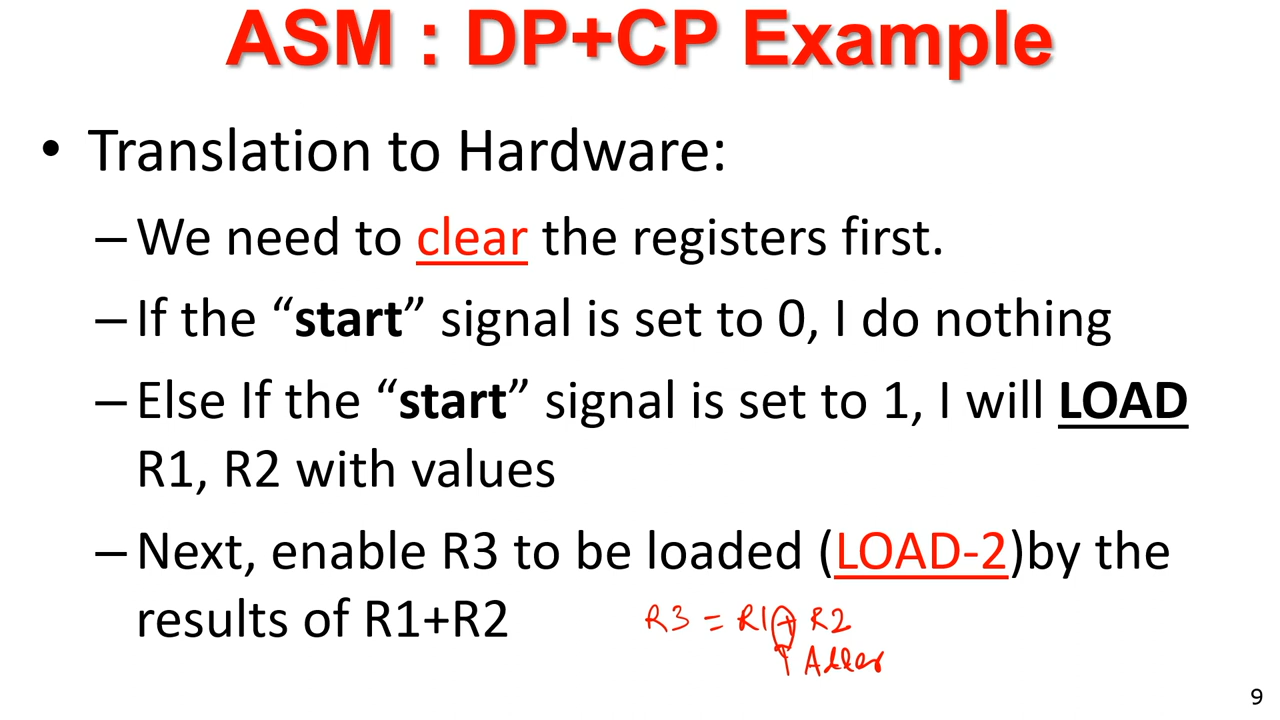 ASM : DP+CP Example
• Translation to Hardware:
– We need to clear the registers first.
– If the “start” signal is set to 0, I do nothing
– Else If the “start” signal is set to 1, I will LOAD
R1, R2 with values
– Next, enable R3 to be loaded (LOAD-2)by the
results of R1+R2
R3 = R1 + R2
Adder
9